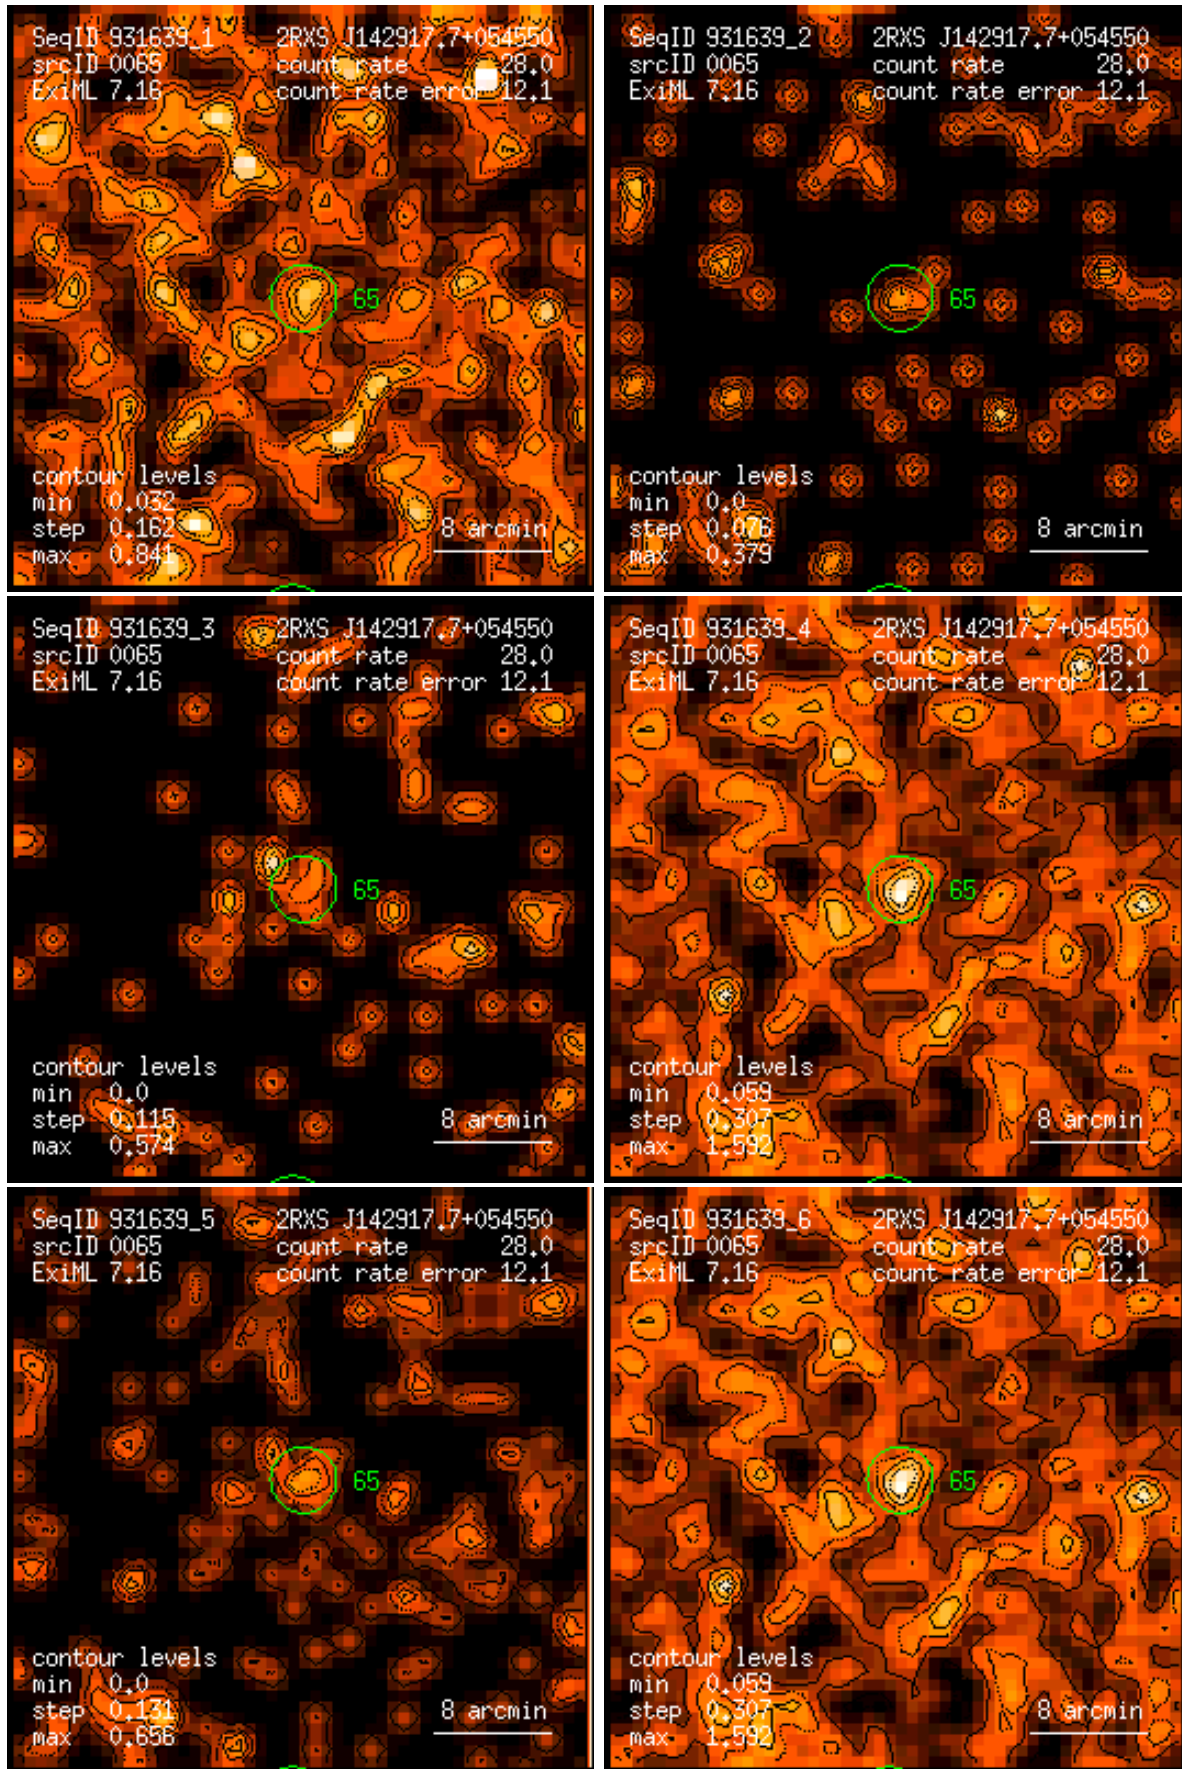 SeqID 931639_1 2RXS J142917.7+054550
srcID 0065 count rate 28.0
ExiML 7.16 count rate error 12.1
65
contour levels
min 0.032
step 0.162 8 arcmin
max 0.841
SeqID 931639_2 2RXS J142917.7+054550
srcID 0065 count rate 28.0
ExiML 7.16 count rate error 12.1
65
contour levels
min 0.0
step 0.076 8 arcmin
max 0.379
SeqID 931639_3 2RXS J142917.7+054550
srcID 0065 count rate 28.0
ExiML 7.16 count rate error 12.1
65
contour levels
min 0.0
step 0.115 8 arcmin
max 0.574
SeqID 931639_4 2RXS J142917.7+054550
srcID 0065 count rate 28.0
ExiML 7.16 count rate error 12.1
65
contour levels
min 0.059
step 0.307 8 arcmin
max 1.592
SeqID 931639_5 2RXS J142917.7+054550
srcID 0065 count rate 28.0
ExiML 7.16 count rate error 12.1
65
contour levels
min 0.0
step 0.131 8 arcmin
max 0.656
SeqID 931639_6 2RXS J142917.7+054550
srcID 0065 count rate 28.0
ExiML 7.16 count rate error 12.1
65
contour levels
min 0.059
step 0.307 8 arcmin
max 1.592